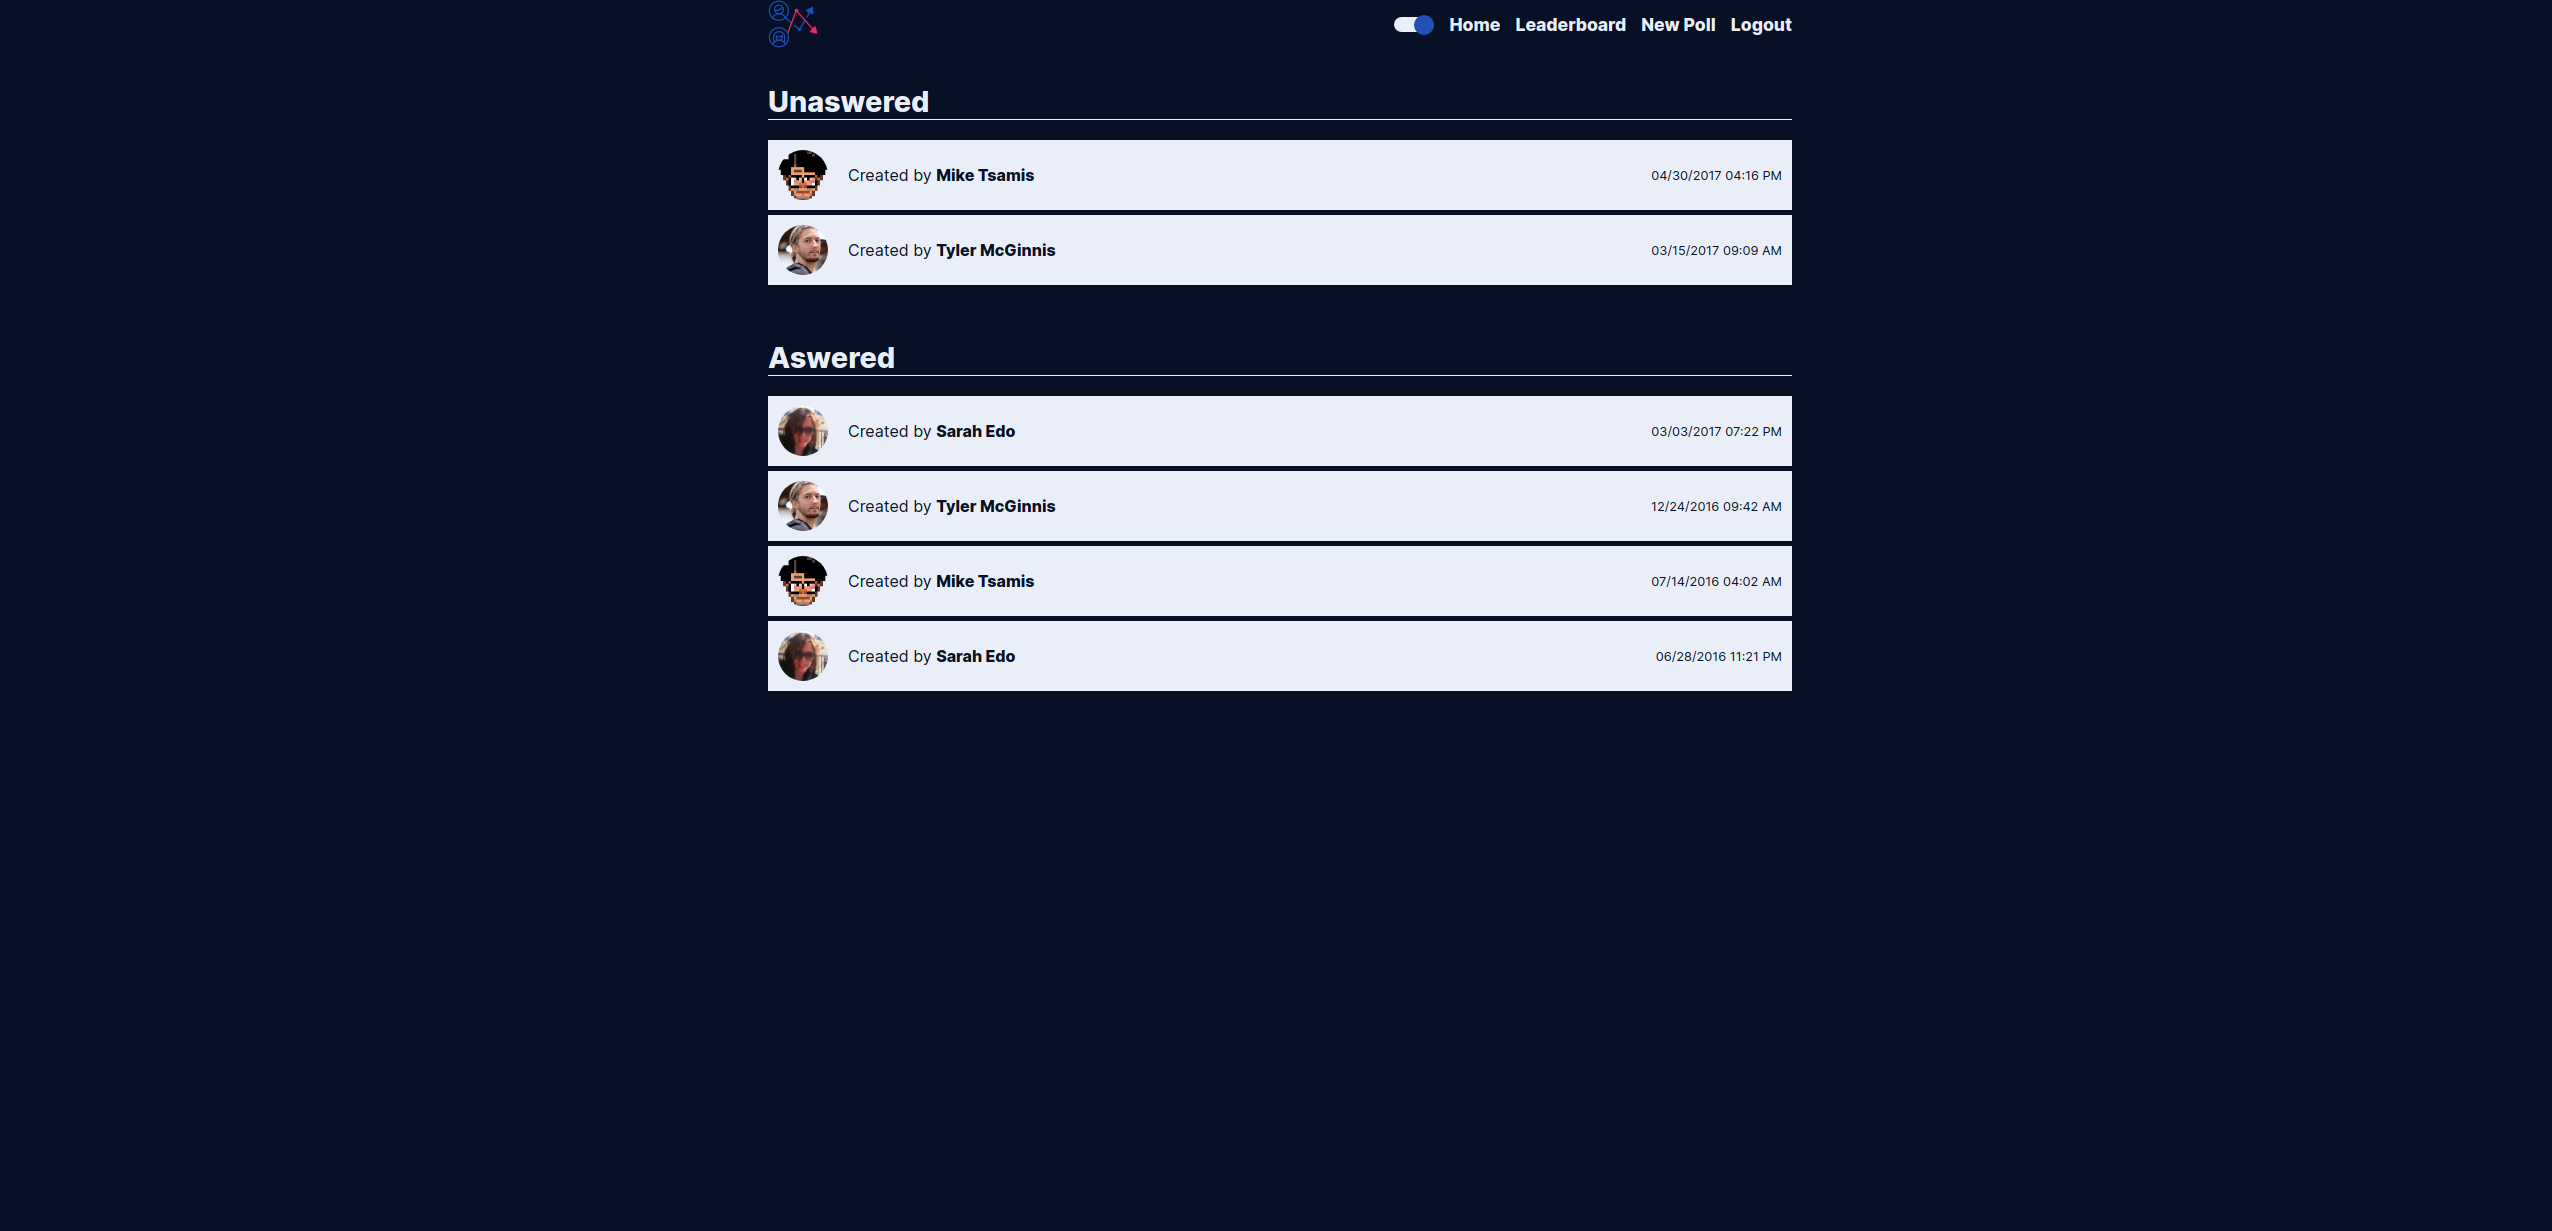 Home Leaderboard New Poll Logout
Unaswered
Created by Mike Tsamis 04/30/2017 04:16 PM
Created by Tyler McGinnis 03/15/2017 09:09 AM
Aswered
Created by Sarah Edo 03/03/2017 07:22 PM
Created by Tyler McGinnis 12/24/2016 09:42 AM
Created by Mike Tsamis 07/14/2016 04:02 AM
Created by Sarah Edo 06/28/2016 11:21 PM